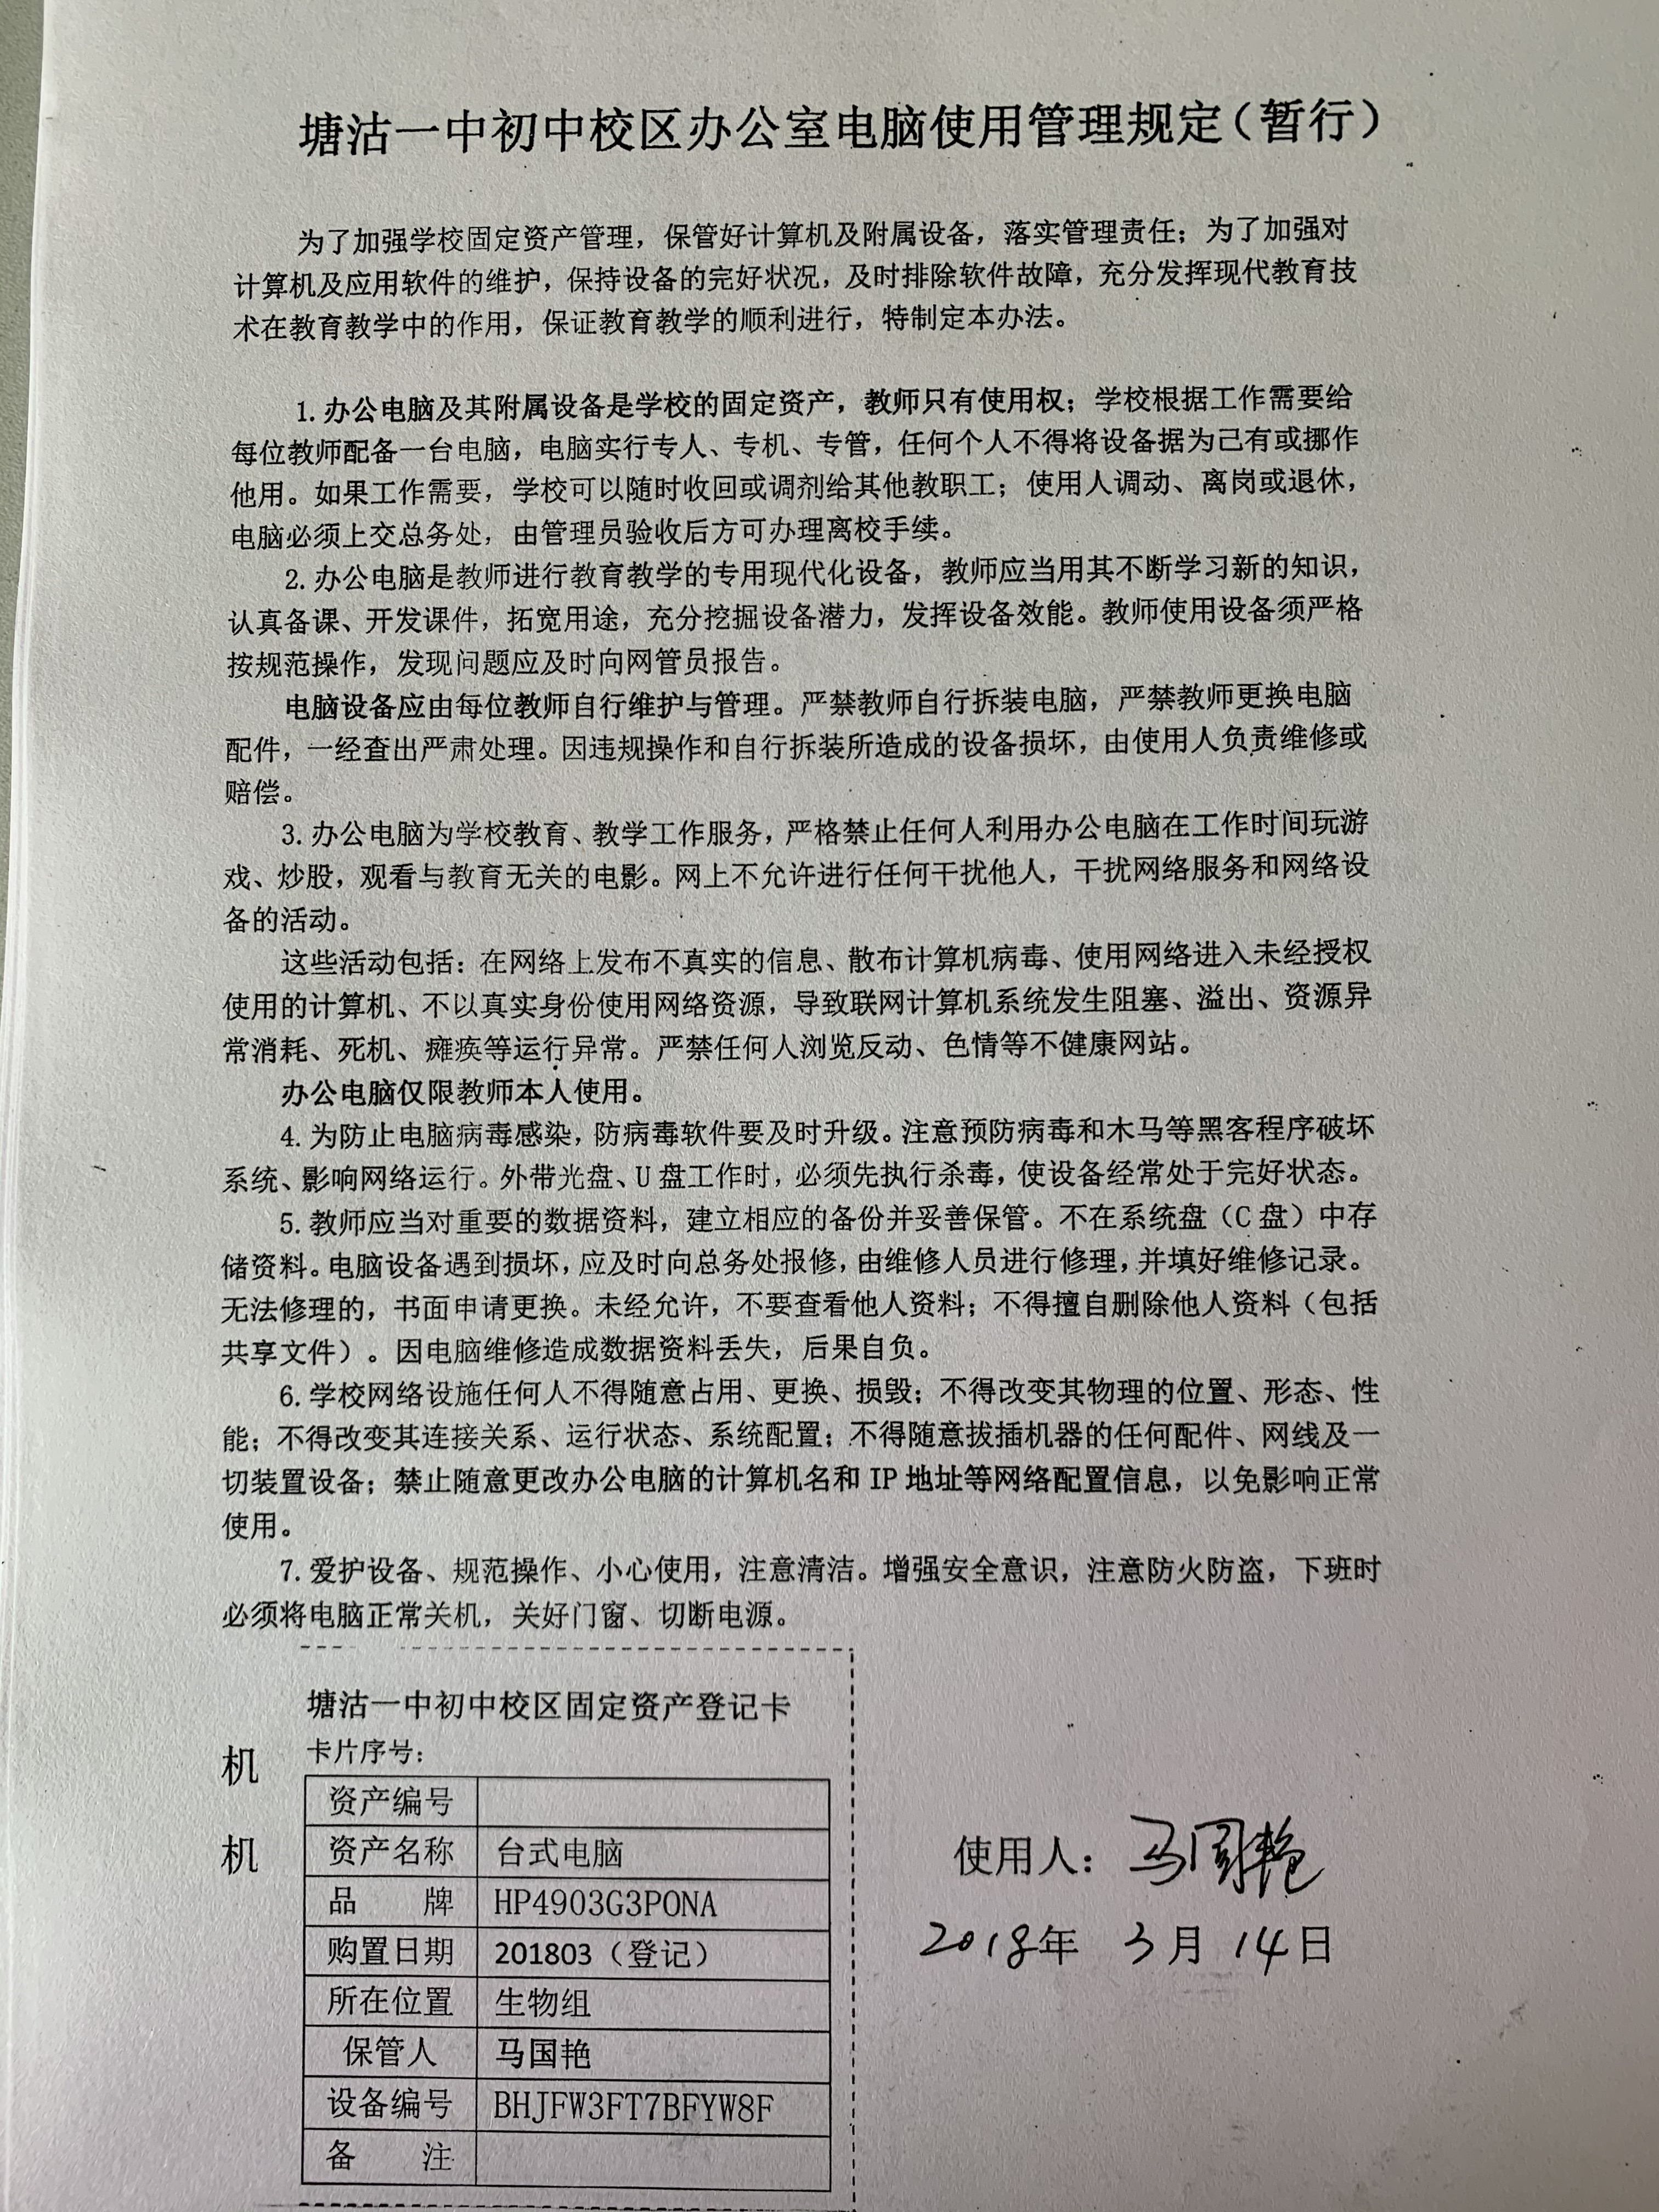 塘沽一中初中校区办公室电脑使用管理规定（暂行）
为了加强学校固定资产管理，保管好计算机及附属设备，落实管理责任；为了加强对
计算机及应用软件的维护，保持设备的完好状况，及时排除软件故障，充分发挥现代教育技
术在教育教学中的作用，保证教育教学的顺利进行，特制定本办法。
1.办公电脑及其附属设备是学校的固定资产，教师只有使用权；学校根据工作需要给
每位教师配备一台电脑，电脑实行专人、专机、专管，任何个人不得将设备据为己有或挪作
他用。如果工作需要，学校可以随时收回或调剂给其他教职工；使用人调动、离岗或退休，
电脑必须上交总务处，由管理员验收后方可办理离校手续。
2.办公电脑是教师进行教育教学的专用现代化设备，教师应当用其不断学习新的知识，
认真备课、开发课件，拓宽用途，充分挖掘设备潜力，发挥设备效能。教师使用设备须严格
按规范操作，发现问题应及时向网管员报告。
电脑设备应由每位教师自行维护与管理。严禁教师自行拆装电脑，严禁教师更换电脑
配件，一经查出严肃处理。因违规操作和自行拆装所造成的设备损坏，由使用人负责维修或
赔偿。
3.办公电脑为学校教育、教学工作服务，严格禁止任何人利用办公电脑在工作时间玩游
戏、炒股，观看与教育无关的电影。网上不允许进行任何干扰他人，干扰网络服务和网络设
备的活动。
这些活动包括：在网络上发布不真实的信息、散布计算机病毒、使用网络进入未经授权
使用的计算机、不以真实身份使用网络资源，导致联网计算机系统发生阻塞、溢出、资源异
常消耗、死机、瘫痪等运行异常。严禁任何人浏览反动、色情等不健康网站。
办公电脑仅限教师本人使用。
4.为防止电脑病毒感染，防病毒软件要及时升级。注意预防病毒和木马等黑客程序破坏
系统、影响网络运行。外带光盘、U盘工作时，必须先执行杀毒，使设备经常处于完好状态。
5.教师应当对重要的数据资料，建立相应的备份并妥善保管。不在系统盘（C盘）中存
储资料。电脑设备遇到损坏，应及时向总务处报修，由维修人员进行修理，并填好维修记录。
无法修理的，书面申请更换。未经允许，不要查看他人资料；不得擅自删除他人资料（包括
共享文件）。因电脑维修造成数据资料丢失，后果自负。
6.学校网络设施任何人不得随意占用、更换、损毁；不得改变其物理的位置、形态、性
能；不得改变其连接关系、运行状态、系统配置；不得随意拔插机器的任何配件、网线及一
切装置设备；禁止随意更改办公电脑的计算机名和IP地址等网络配置信息，以免影响正常
使用。
7.爱护设备、规范操作、小心使用，注意清洁。增强安全意识，注意防火防盗，下班时
必须将电脑正常关机，关好门窗、切断电源。
塘沽一中初中校区固定资产登记卡
机
卡片序号：
资产编号
机
资产名称 台式电脑
品 牌 HP4903G3PONA
购置日期 201803（登记）
所在位置 生物组
保管人 马国艳
设备编号 BHJFW3FT7BFYW8F
备 注
使用人：马国艳
2018年 3月 14日